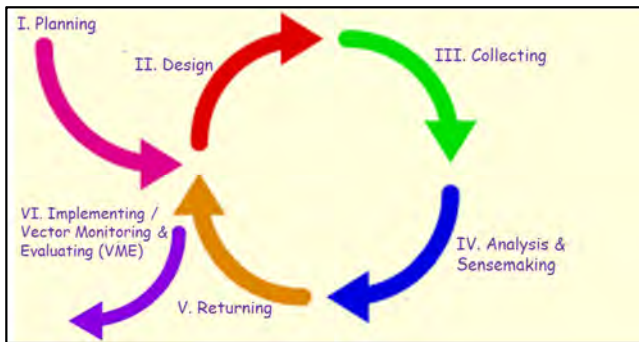 I. Planning
II. Design
III. Collecting
IV. Analysis &
Sensemaking
V. Returning
VI. Implementing /
Vector Monitoring &
Evaluating (VME)